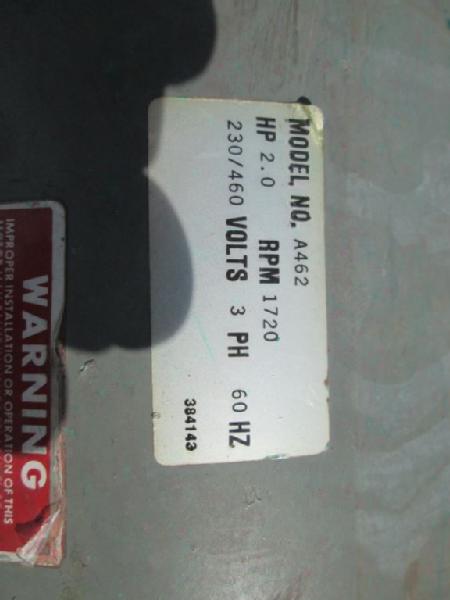 MODEL NO. A462
HP 2.0 RPM 1720
230/460 VOLTS 3 PH 60 HZ
384143
WARNING
IMPROPER INSTALLATION OR OPERATION OF THIS